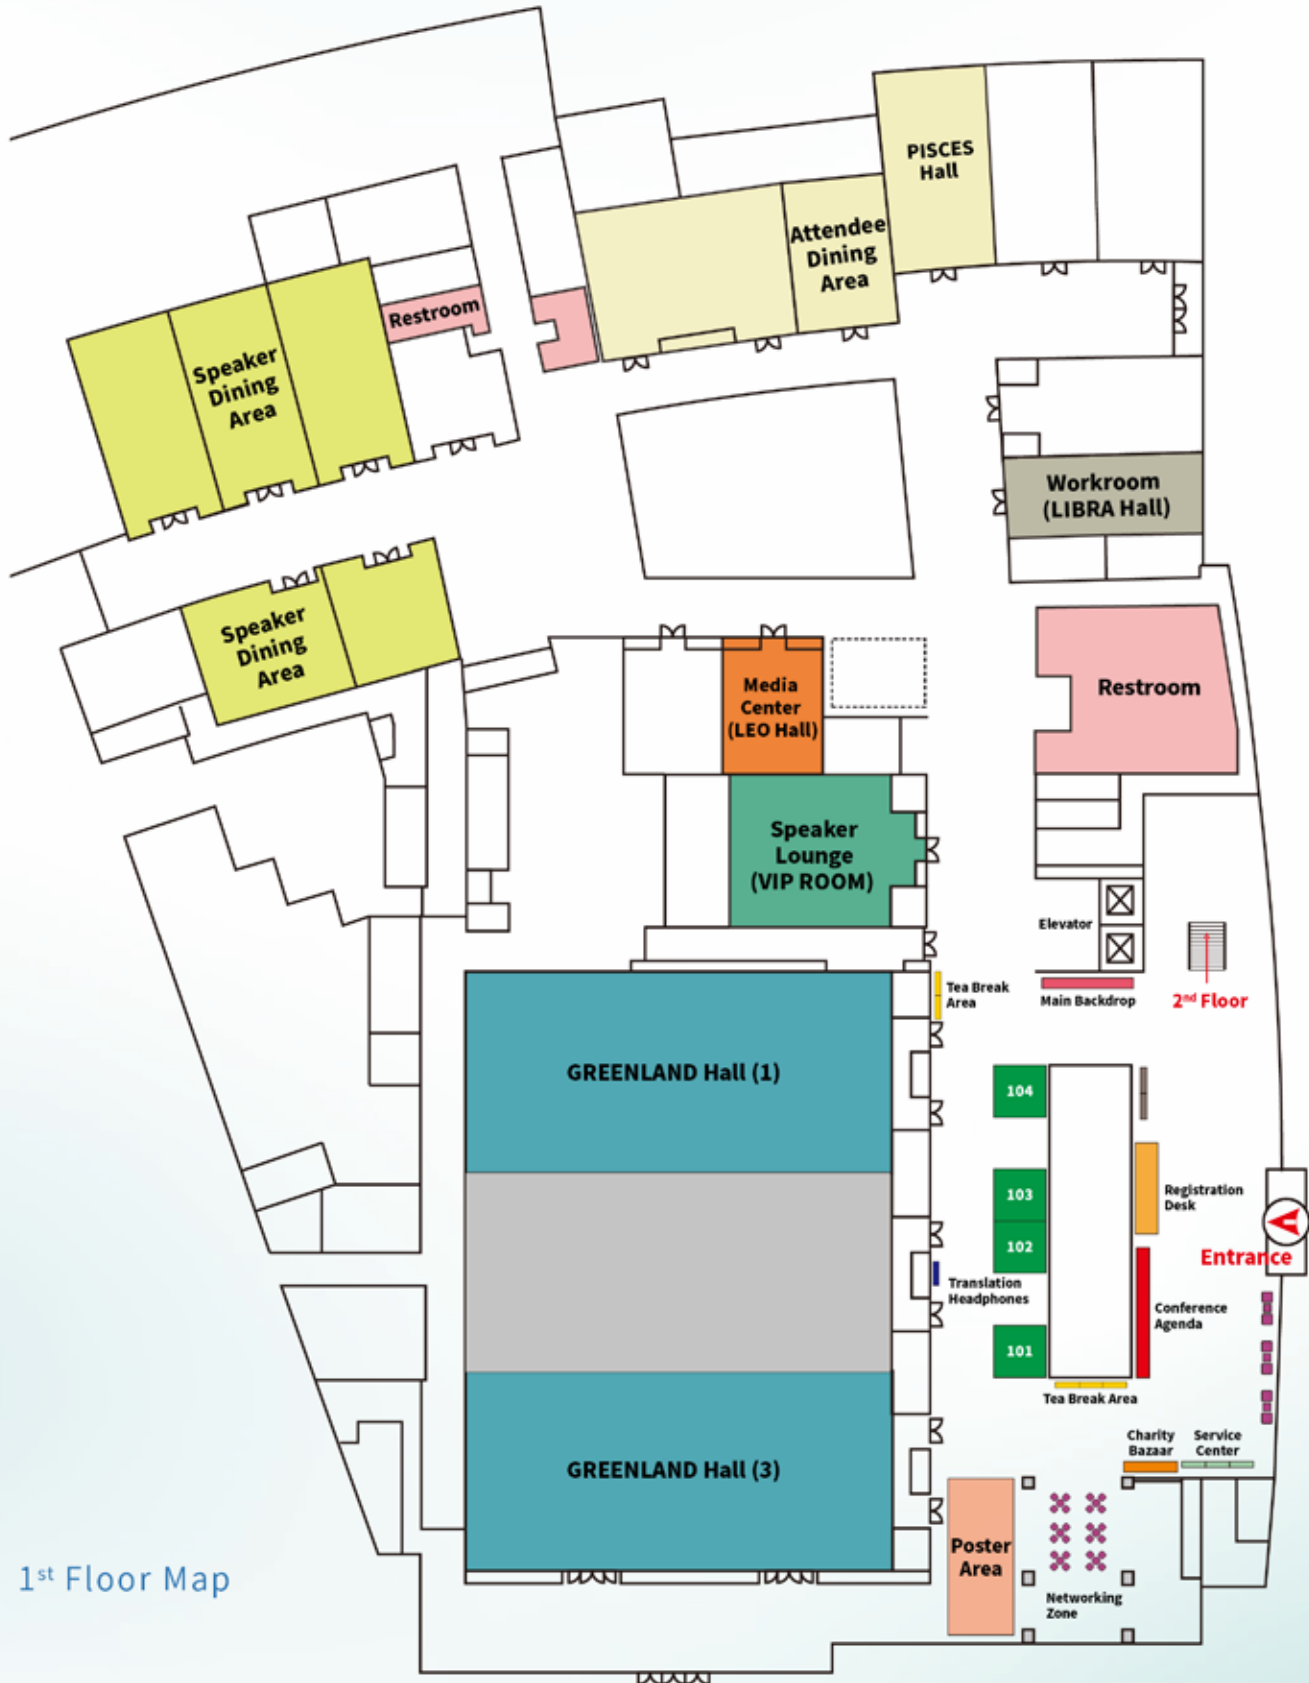 PISCES
Hall
Attendee
Dining
Area
Restroom
Speaker
Dining
Area
Workroom
(LIBRA Hall)
Speaker
Dining
Area
Media
Center
(LEO Hall)
Restroom
Speaker
Lounge
(VIP ROOM)
Elevator
Tea Break
Area
Main Backdrop
2nd Floor
GREENLAND Hall (1)
104
103
Registration
Desk
102
Entrance
Translation
Headphones
Conference
Agenda
101
Tea Break Area
Charity
Bazaar
Service
Center
GREENLAND Hall (3)
Poster
Area
1st Floor Map
Networking
Zone